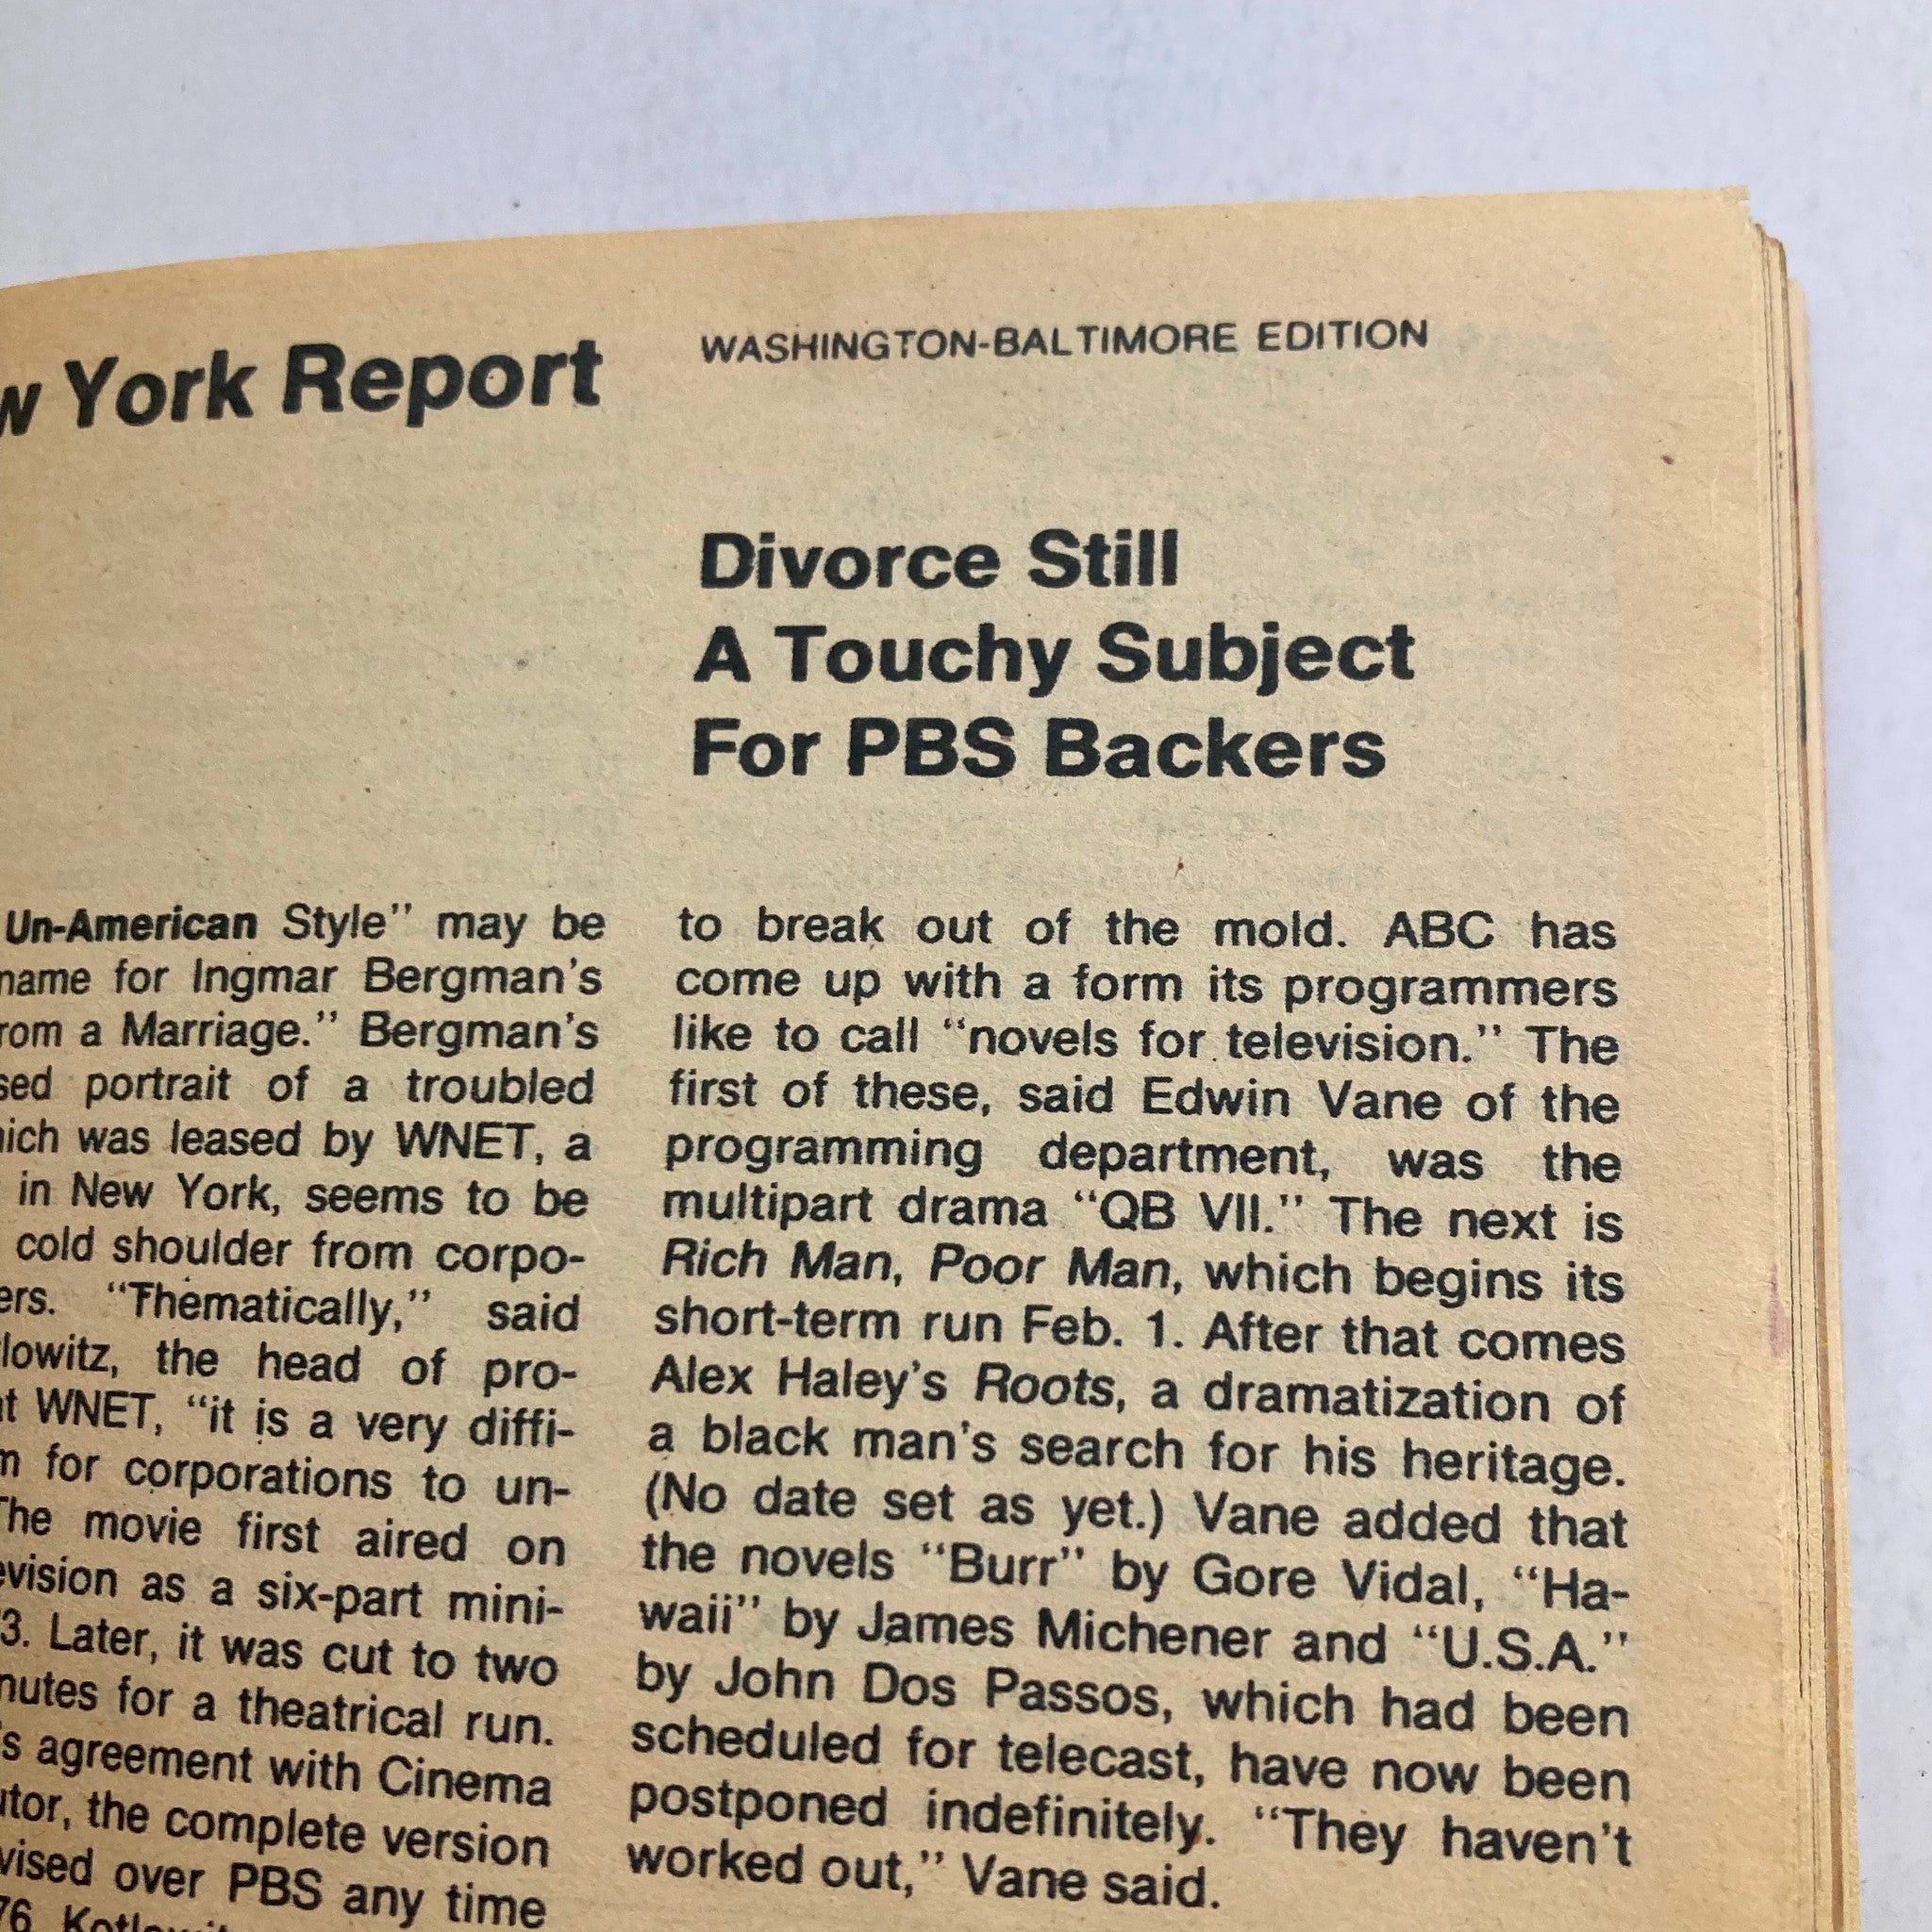 York Report
WASHINGTON-BALTIMORE EDITION
Divorce Still
A Touchy Subject
For PBS Backers
Un-American Style" may be
name for Ingmar Bergman's
a Marriage." Bergman's
portrait of a troubled
was leased by WNET, a
in New York, seems to be
cold shoulder from corpo-
"Thematically," said
the head of pro-
WNET, "it is a very diffi-
for corporations to un-
The movie first aired on
as a six-part mini-
Later, it was cut to two
for a theatrical run.
agreement with Cinema
the complete version
over PBS any time
to break out of the mold. ABC has
come up with a form its programmers
like to call "novels for television." The
first of these, said Edwin Vane of the
programming department, was the
multipart drama "QB VII." The next is
Rich Man, Poor Man, which begins its
short-term run Feb. 1. After that comes
Alex Haley's Roots, a dramatization of
a black man's search for his heritage.
(No date set as yet.) Vane added that
the novels "Burr" by Gore Vidal, "Ha-
waii" by James Michener and "U.S.A."
by John Dos Passos, which had been
scheduled for telecast, have now been
postponed indefinitely. "They haven't
worked out," Vane said.